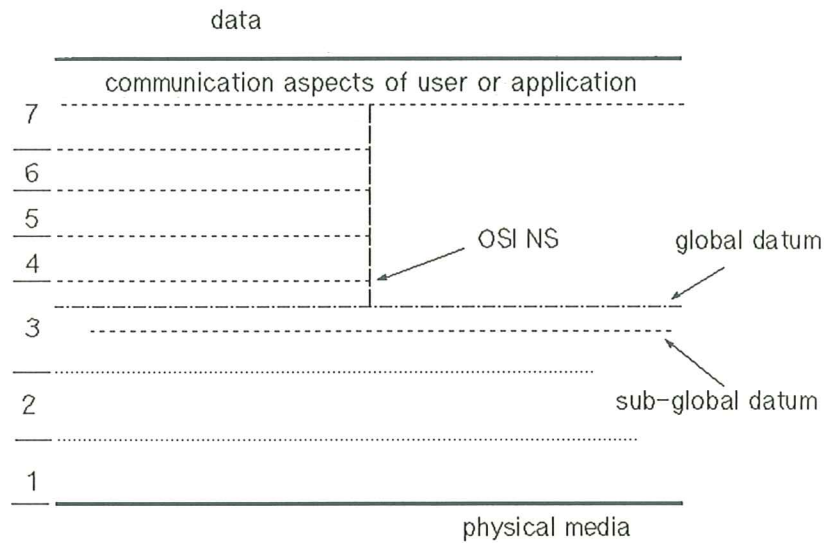 data
communication aspects of user or application
7
6
5
4
OSI NS
global datum
3
sub-global datum
2
1
physical media